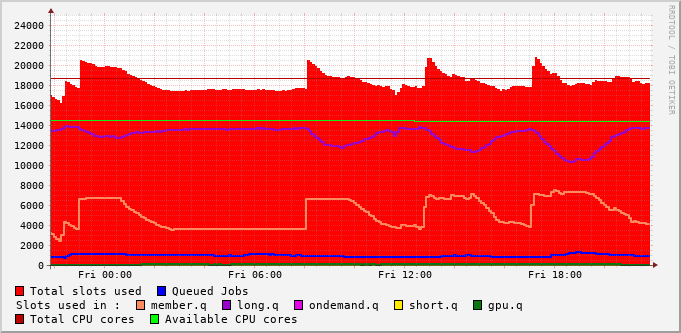 RRDTOOL / TOBI OETIKER
24000
22000
20000
18000
16000
14000
12000
10000
8000
6000
4000
2000
0
Fri 00:00 Fri 06:00 Fri 12:00 Fri 18:00
Total slots used Queued Jobs
Slots used in : member.q long.q ondemand.q short.q gpu.q
Total CPU cores Available CPU cores